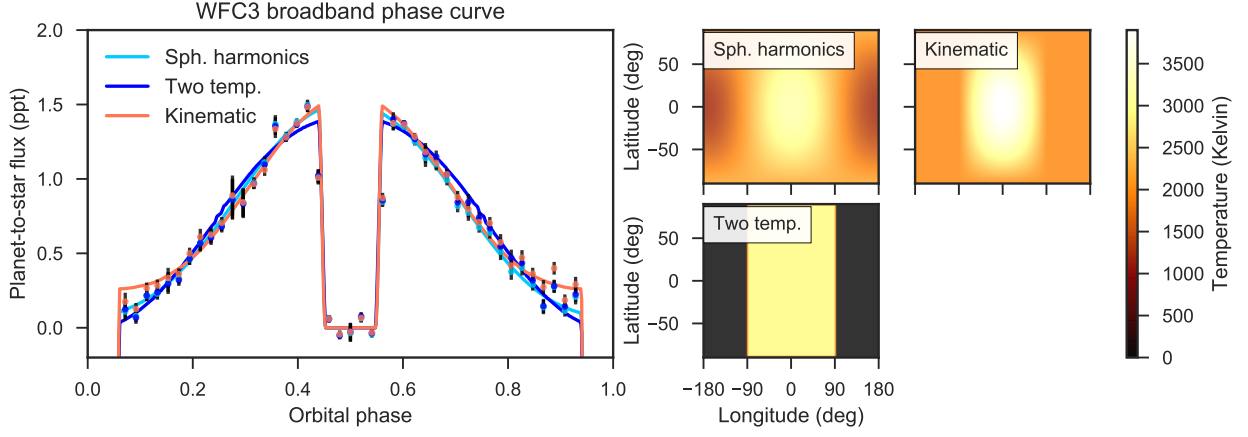 WFC3 broadband phase curve
Planet-to-star flux (ppt)
2.0
1.5
1.0
0.5
0.0
Sph. harmonics
Two temp.
Kinematic
0.0 0.2 0.4 0.6 0.8 1.0
Orbital phase
Latitude (deg)
50
0
−50
Sph. harmonics
Kinematic
Latitude (deg)
50
0
−50
Two temp.
−180 −90 0 90 180
Longitude (deg)
3500
3000
2500
2000
1500
1000
500
0
Temperature (Kelvin)